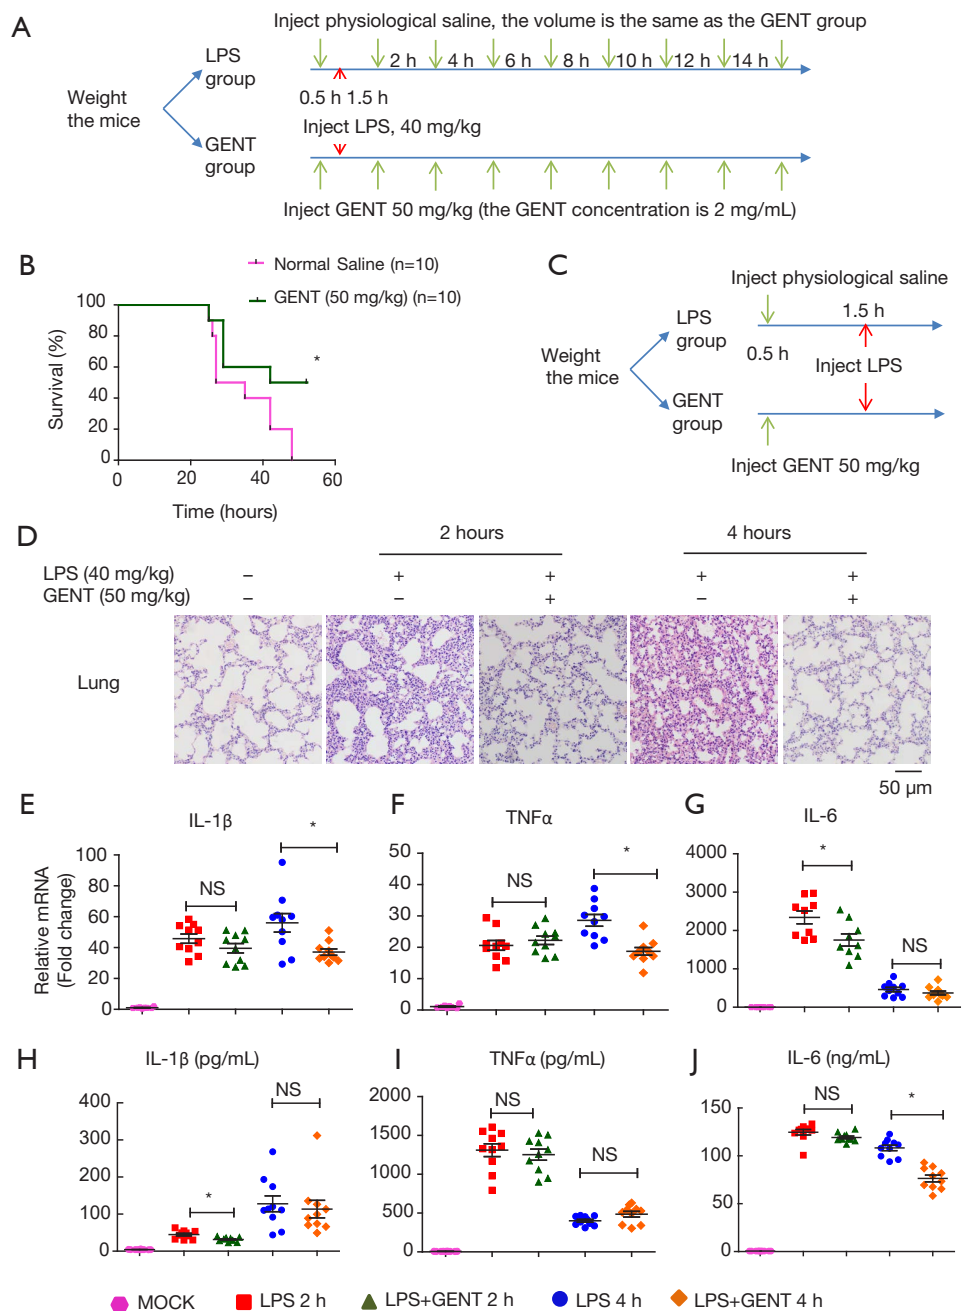 A
Inject physiological saline, the volume is the same as the GENT group
LPS group
2 h 4 h 6 h 8 h 10 h 12 h 14 h
Weight the mice
0.5 h 1.5 h
Inject LPS, 40 mg/kg
GENT group
Inject GENT 50 mg/kg (the GENT concentration is 2 mg/mL)
B
Normal Saline (n=10)
GENT (50 mg/kg) (n=10)
Survival (%)
100
80
60
40
20
0
*
0 20 40 60
Time (hours)
C
Inject physiological saline
LPS group
1.5 h
0.5 h
Weight the mice
Inject LPS
GENT group
Inject GENT 50 mg/kg
D
2 hours 4 hours
LPS (40 mg/kg) – + + + +
GENT (50 mg/kg) – – + – +
Lung
50 µm
E
IL-1β
Relative mRNA (Fold change)
100
80
60
40
20
0
NS
*
F
TNFα
50
40
30
20
10
0
NS
*
G
IL-6
4000
3000
2000
1000
0
*
NS
H
IL-1β (pg/mL)
400
300
200
100
0
*
NS
I
TNFα (pg/mL)
1500
1000
500
0
NS
NS
J
IL-6 (ng/mL)
150
100
50
0
NS
*
MOCK LPS 2 h LPS+GENT 2 h LPS 4 h LPS+GENT 4 h